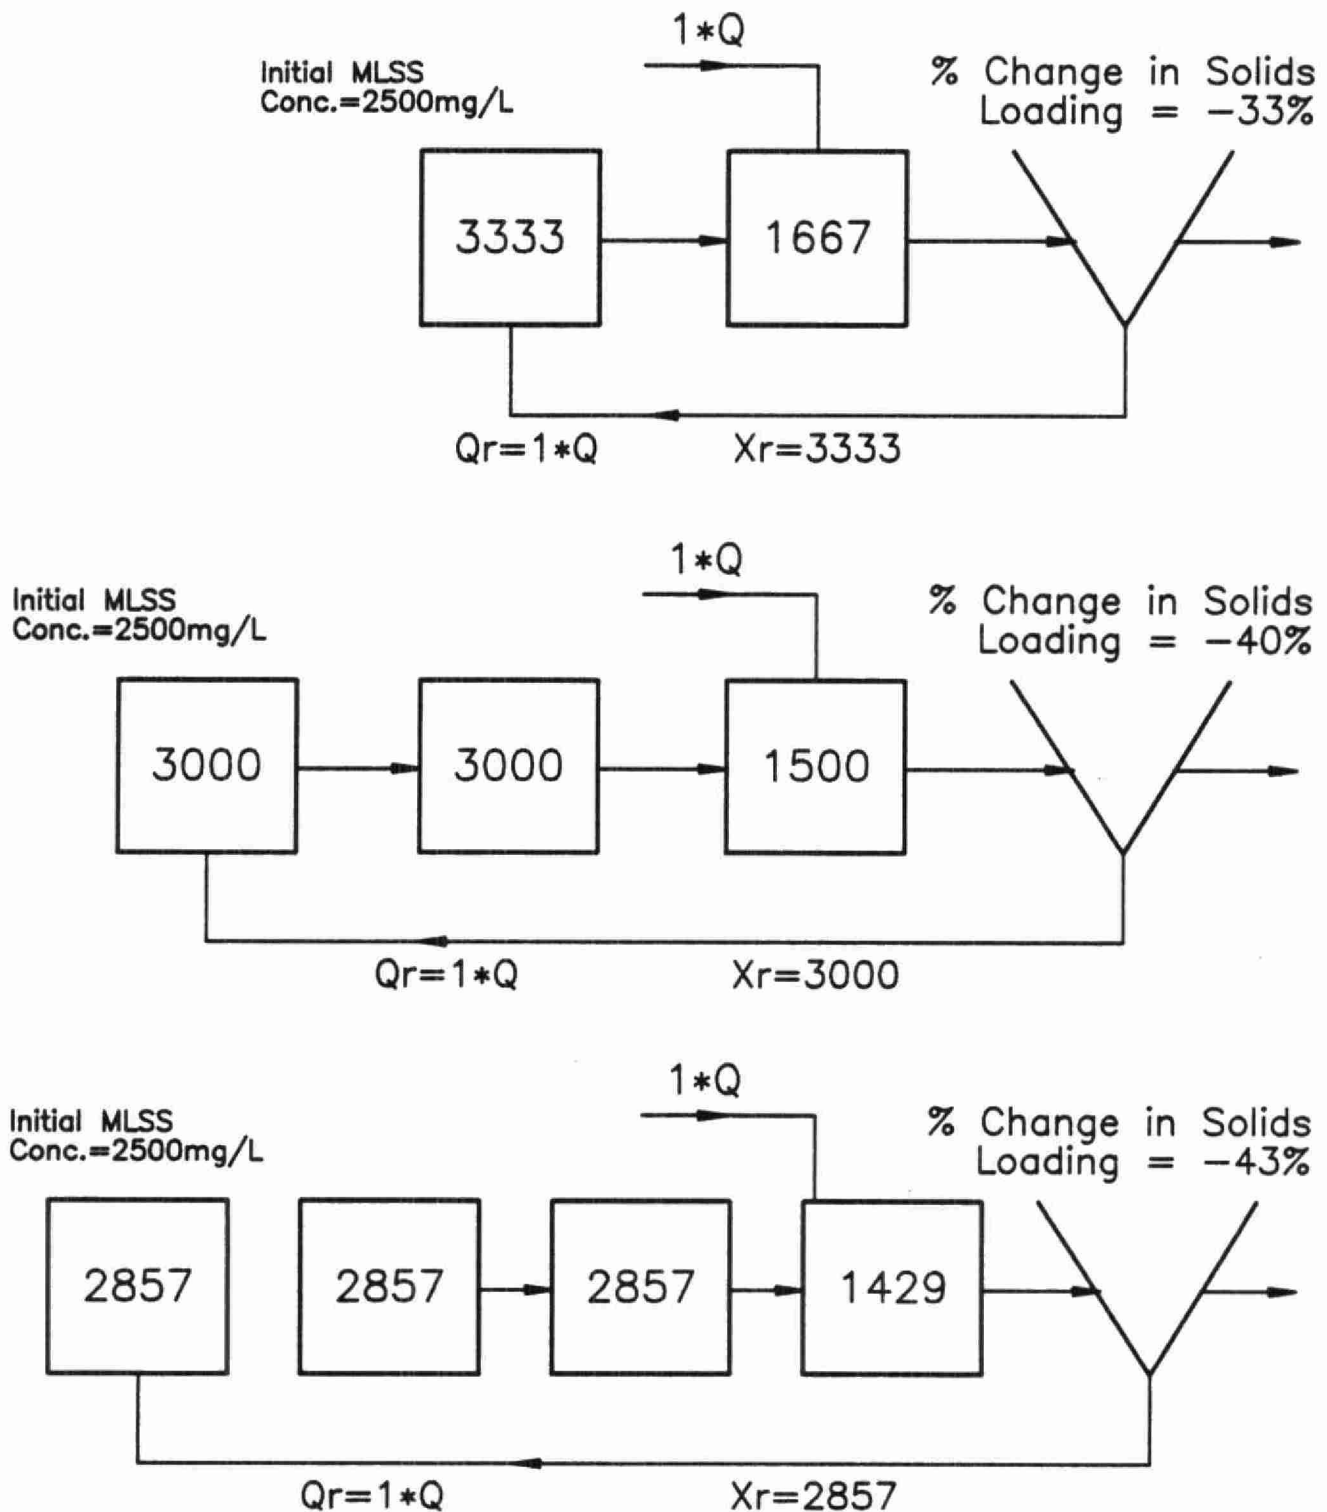 1*Q
Initial MLSS
Conc.=2500mg/L
% Change in Solids
Loading = -33%
3333
1667
Qr=1*Q
Xr=3333
1*Q
Initial MLSS
Conc.=2500mg/L
% Change in Solids
Loading = -40%
3000
3000
1500
Qr=1*Q
Xr=3000
1*Q
Initial MLSS
Conc.=2500mg/L
% Change in Solids
Loading = -43%
2857
2857
2857
1429
Qr=1*Q
Xr=2857